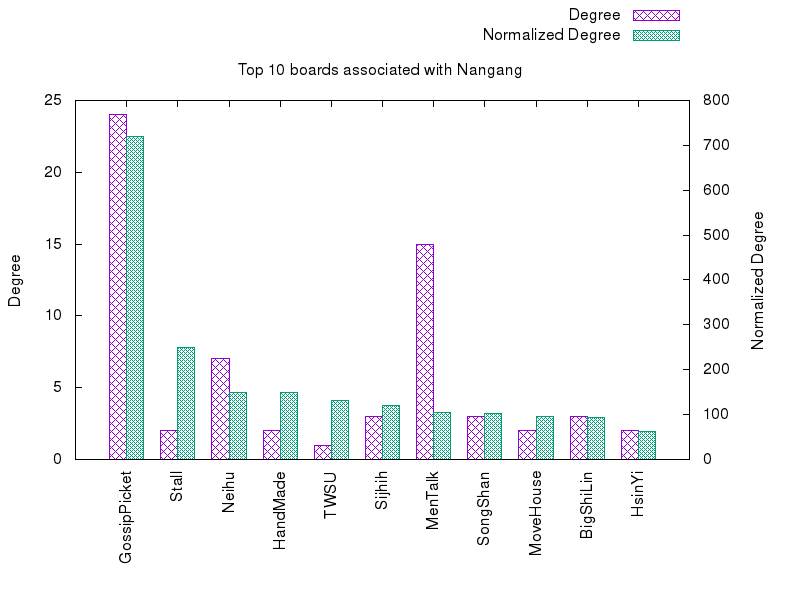 Degree
Normalized Degree
Top 10 boards associated with Nangang
25
20
15
10
5
0
800
700
600
500
400
300
200
100
0
Degree
Normalized Degree
GossipPicket
Stall
Neihu
HandMade
TWSU
Sijhih
MenTalk
SongShan
MoveHouse
BigShiLin
HsinYi